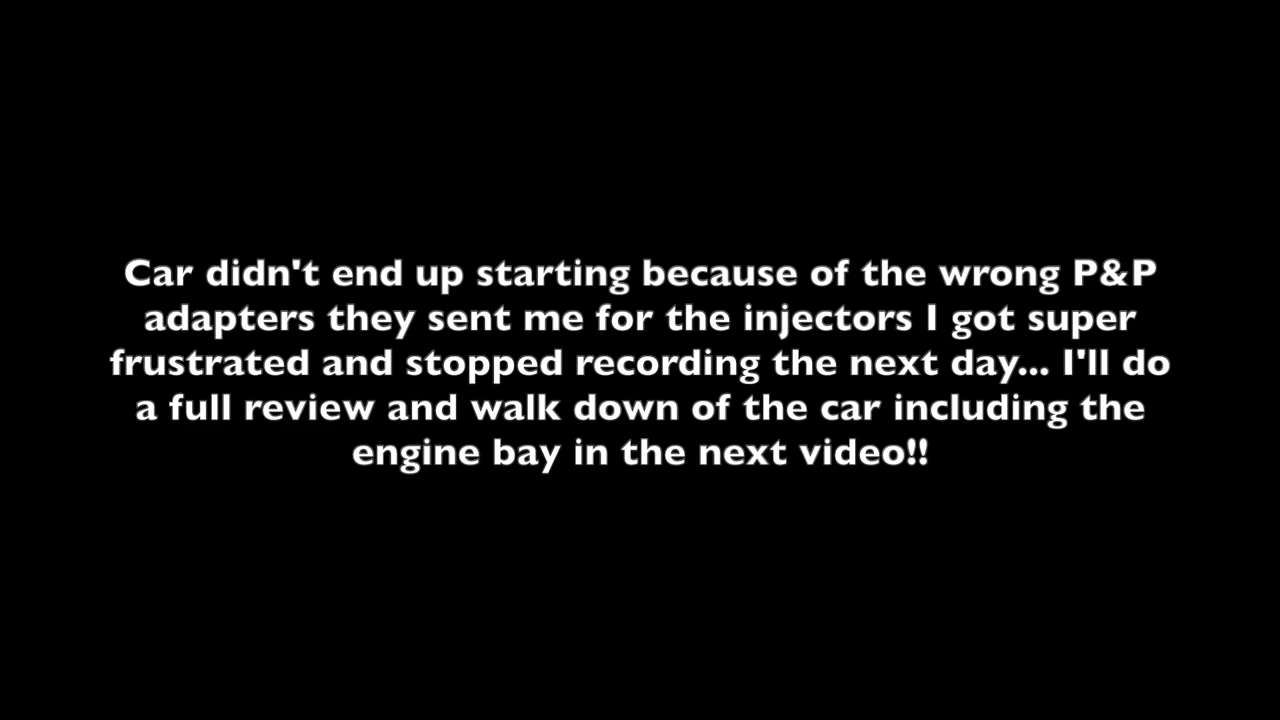 Car didn't end up starting because of the wrong P&P
adapters they sent me for the injectors I got super
frustrated and stopped recording the next day... I'll do
a full review and walk down of the car including the
engine bay in the next video!!